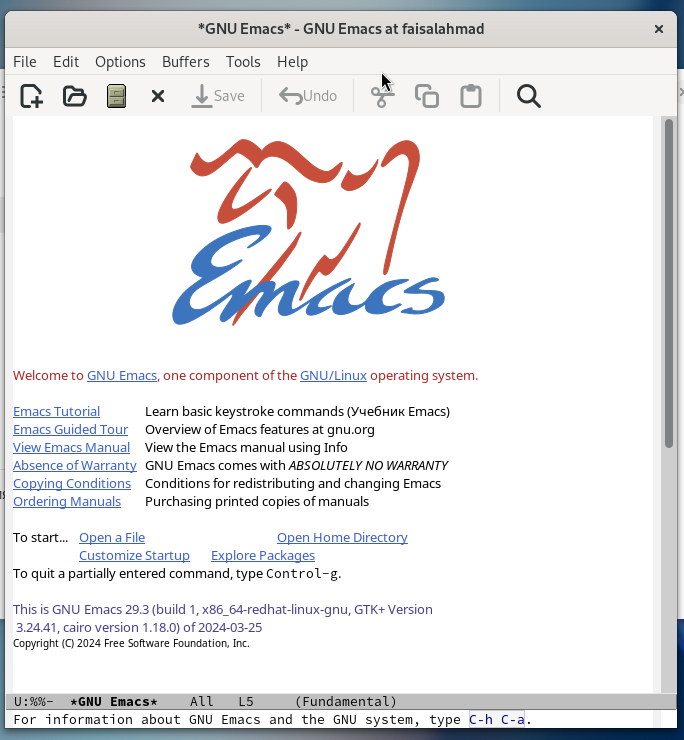 *GNU Emacs* - GNU Emacs at faisalahmad
File Edit Options Buffers Tools Help
Save Undo
Emacs
Welcome to GNU Emacs, one component of the GNU/Linux operating system.
Emacs Tutorial Learn basic keystroke commands (Учебник Emacs)
Emacs Guided Tour Overview of Emacs features at gnu.org
View Emacs Manual View the Emacs manual using Info
Absence of Warranty GNU Emacs comes with ABSOLUTELY NO WARRANTY
Copying Conditions Conditions for redistributing and changing Emacs
Ordering Manuals Purchasing printed copies of manuals
To start... Open a File Open Home Directory
Customize Startup Explore Packages
To quit a partially entered command, type Control-g.
This is GNU Emacs 29.3 (build 1, x86_64-redhat-linux-gnu, GTK+ Version
3.24.41, cairo version 1.18.0) of 2024-03-25
Copyright (C) 2024 Free Software Foundation, Inc.
U:%%- *GNU Emacs* All L5 (Fundamental)
For information about GNU Emacs and the GNU system, type C-h C-a.